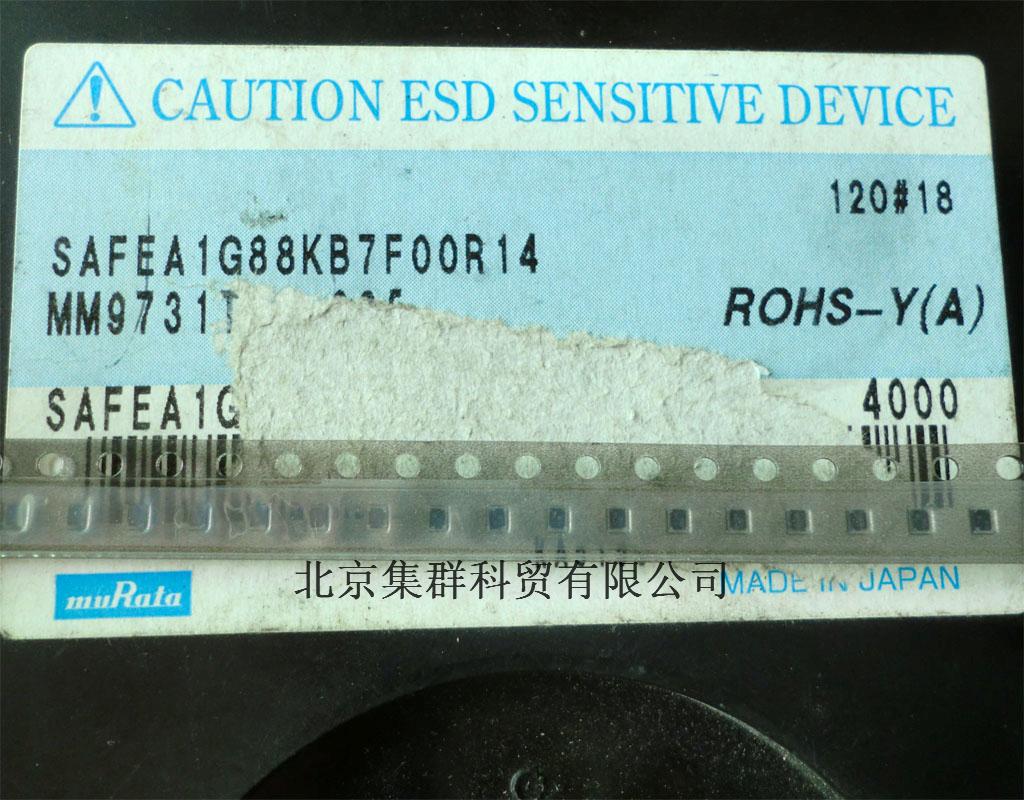 CAUTION ESD SENSITIVE DEVICE
120#18
SAFEA1G88KB7F00R14
MM9731T
ROHS-Y(A)
SAFEA1G
4000
北京集群科贸有限公司
muRata
MADE IN JAPAN